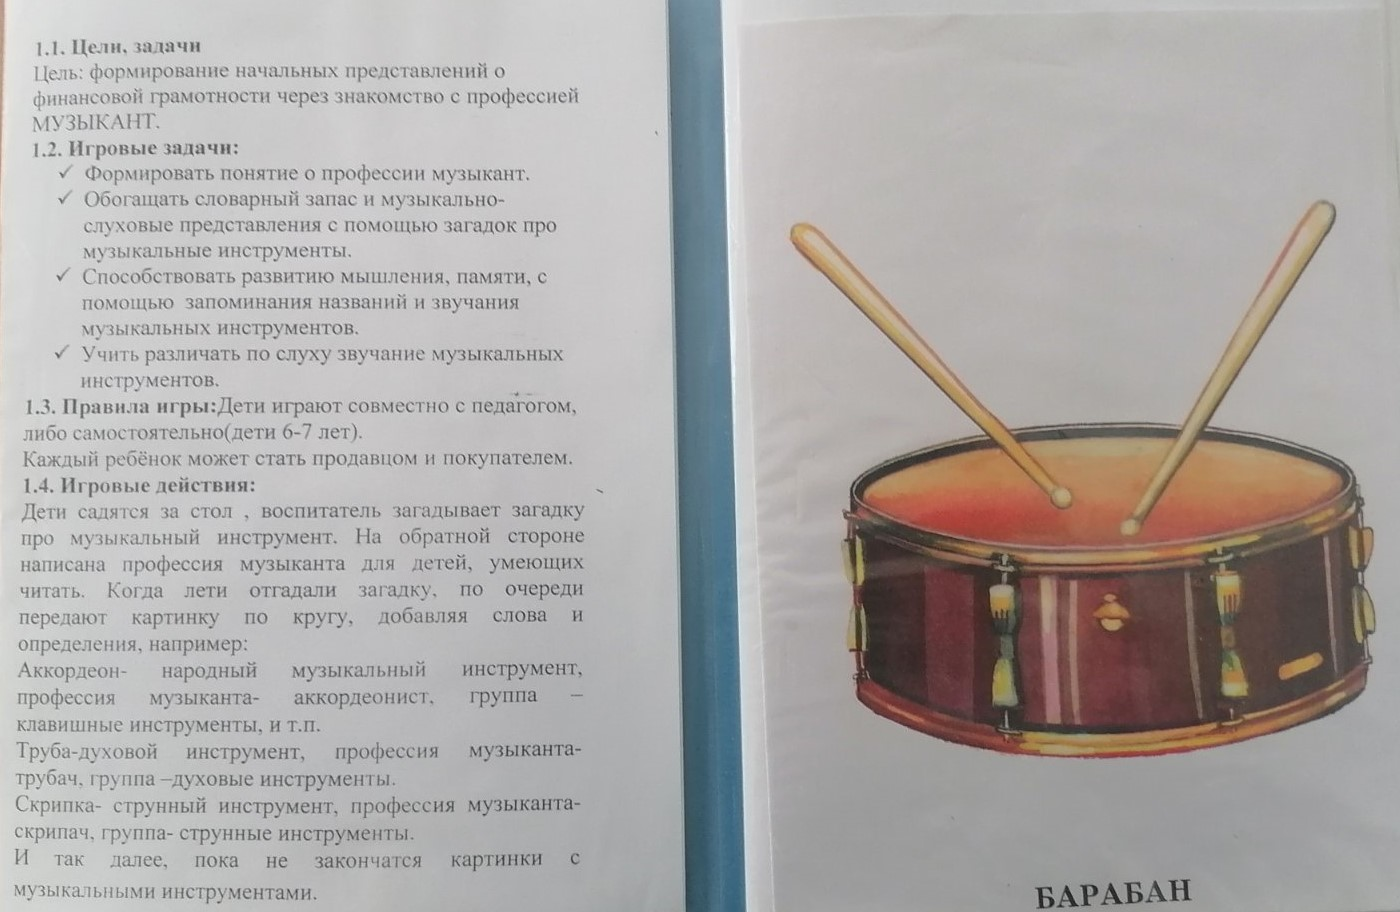 1.1. Цели, задачи
Цель: формирование начальных представлений о
финансовой грамотности через знакомство с профессией
МУЗЫКАНТ.
1.2. Игровые задачи:
✓ Формировать понятие о профессии музыкант.
✓ Обогащать словарный запас и музыкально-
слуховые представления с помощью загадок про
музыкальные инструменты.
✓ Способствовать развитию мышления, памяти, с
помощью запоминания названий и звучания
музыкальных инструментов.
✓ Учить различать по слуху звучание музыкальных
инструментов.
1.3. Правила игры:Дети играют совместно с педагогом,
либо самостоятельно(дети 6-7 лет).
Каждый ребёнок может стать продавцом и покупателем.
1.4. Игровые действия:
Дети садятся за стол , воспитатель загадывает загадку
про музыкальный инструмент. На обратной стороне
написана профессия музыканта для детей, умеющих
читать. Когда лети отгадали загадку, по очереди
передают картинку по кругу, добавляя слова и
определения, например:
Аккордеон- народный музыкальный инструмент,
профессия музыканта- аккордеонист, группа –
клавишные инструменты, и т.п.
Труба-духовой инструмент, профессия музыканта-
трубач, группа –духовые инструменты.
Скрипка- струнный инструмент, профессия музыканта-
скрипач, группа- струнные инструменты.
И так далее, пока не закончатся картинки с
музыкальными инструментами.
БАРАБАН